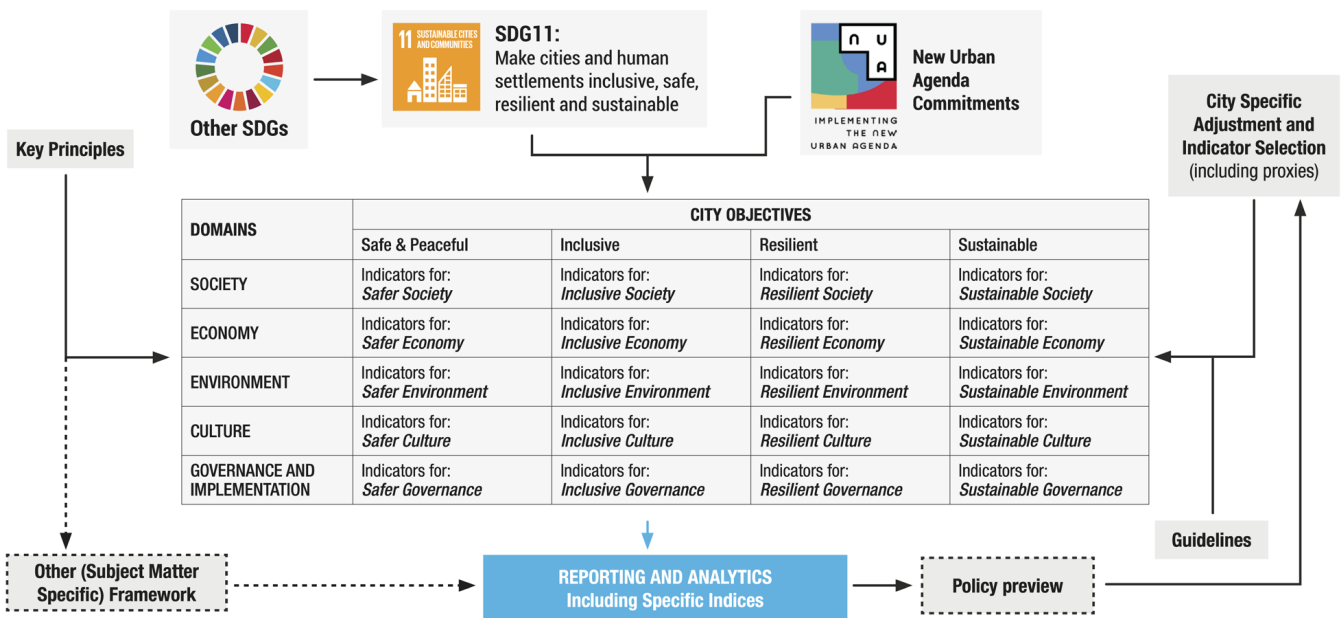 Other SDGs
11 SUSTAINABLE CITIES
AND COMMUNITIES
SDG11:
Make cities and human
settlements inclusive, safe,
resilient and sustainable
N U
A
IMPLEMENTING
THE NEW
URBAN AGENDA
New Urban
Agenda
Commitments
Key Principles
City Specific
Adjustment and
Indicator Selection
(including proxies)
DOMAINS
CITY OBJECTIVES
Safe & Peaceful
Inclusive
Resilient
Sustainable
SOCIETY
Indicators for:
Safer Society
Indicators for:
Inclusive Society
Indicators for:
Resilient Society
Indicators for:
Sustainable Society
ECONOMY
Indicators for:
Safer Economy
Indicators for:
Inclusive Economy
Indicators for:
Resilient Economy
Indicators for:
Sustainable Economy
ENVIRONMENT
Indicators for:
Safer Environment
Indicators for:
Inclusive Environment
Indicators for:
Resilient Environment
Indicators for:
Sustainable Environment
CULTURE
Indicators for:
Safer Culture
Indicators for:
Inclusive Culture
Indicators for:
Resilient Culture
Indicators for:
Sustainable Culture
GOVERNANCE AND
IMPLEMENTATION
Indicators for:
Safer Governance
Indicators for:
Inclusive Governance
Indicators for:
Resilient Governance
Indicators for:
Sustainable Governance
Guidelines
Other (Subject Matter
Specific) Framework
REPORTING AND ANALYTICS
Including Specific Indices
Policy preview